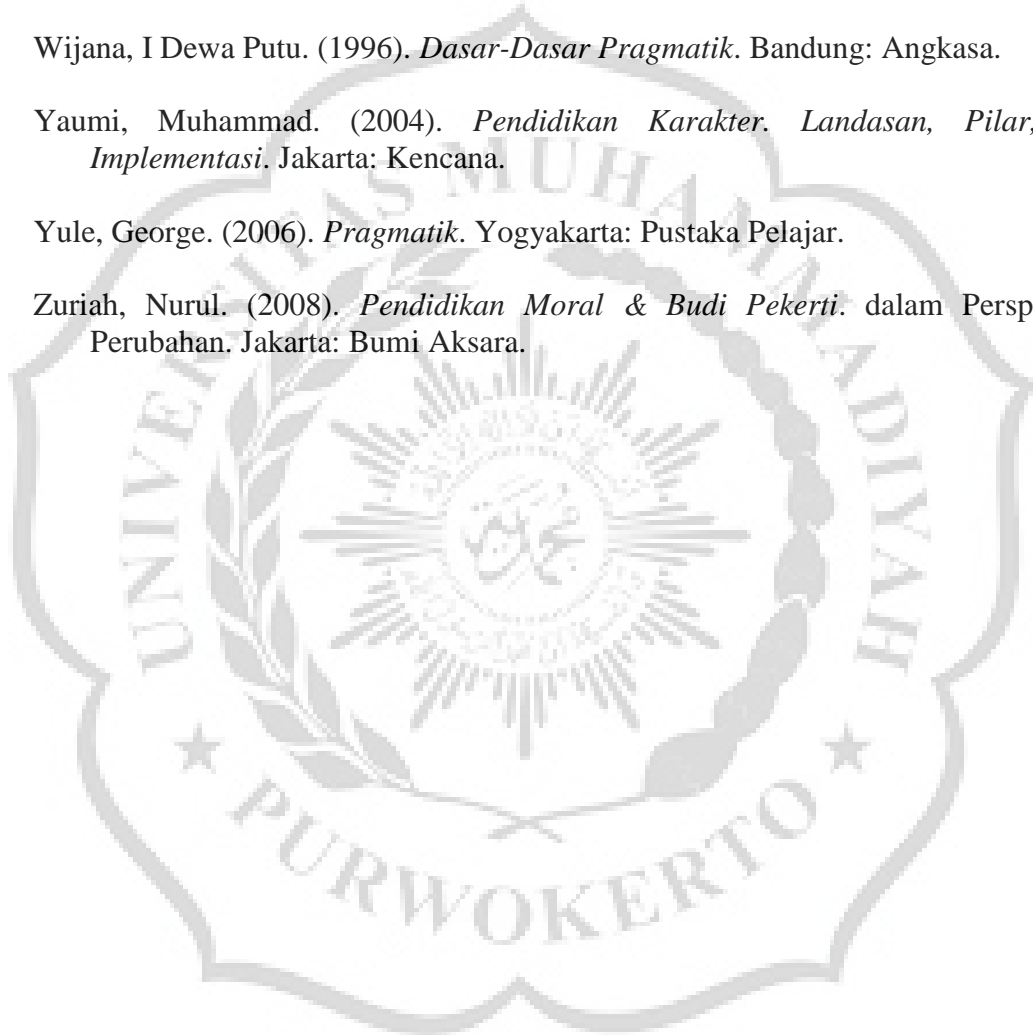 Wijana, I Dewa Putu. (1996). Dasar-Dasar Pragmatik. Bandung: Angkasa.
Yaumi, Muhammad. (2004). Pendidikan Karakter. Landasan, Pilar,
Implementasi. Jakarta: Kencana.
Yule, George. (2006). Pragmatik. Yogyakarta: Pustaka Pelajar.
Zuriah, Nurul. (2008). Pendidikan Moral & Budi Pekerti. dalam Persp
Perubahan. Jakarta: Bumi Aksara.
UNIVERSITAS MUHAMMADIYAH
PURWOKERTO